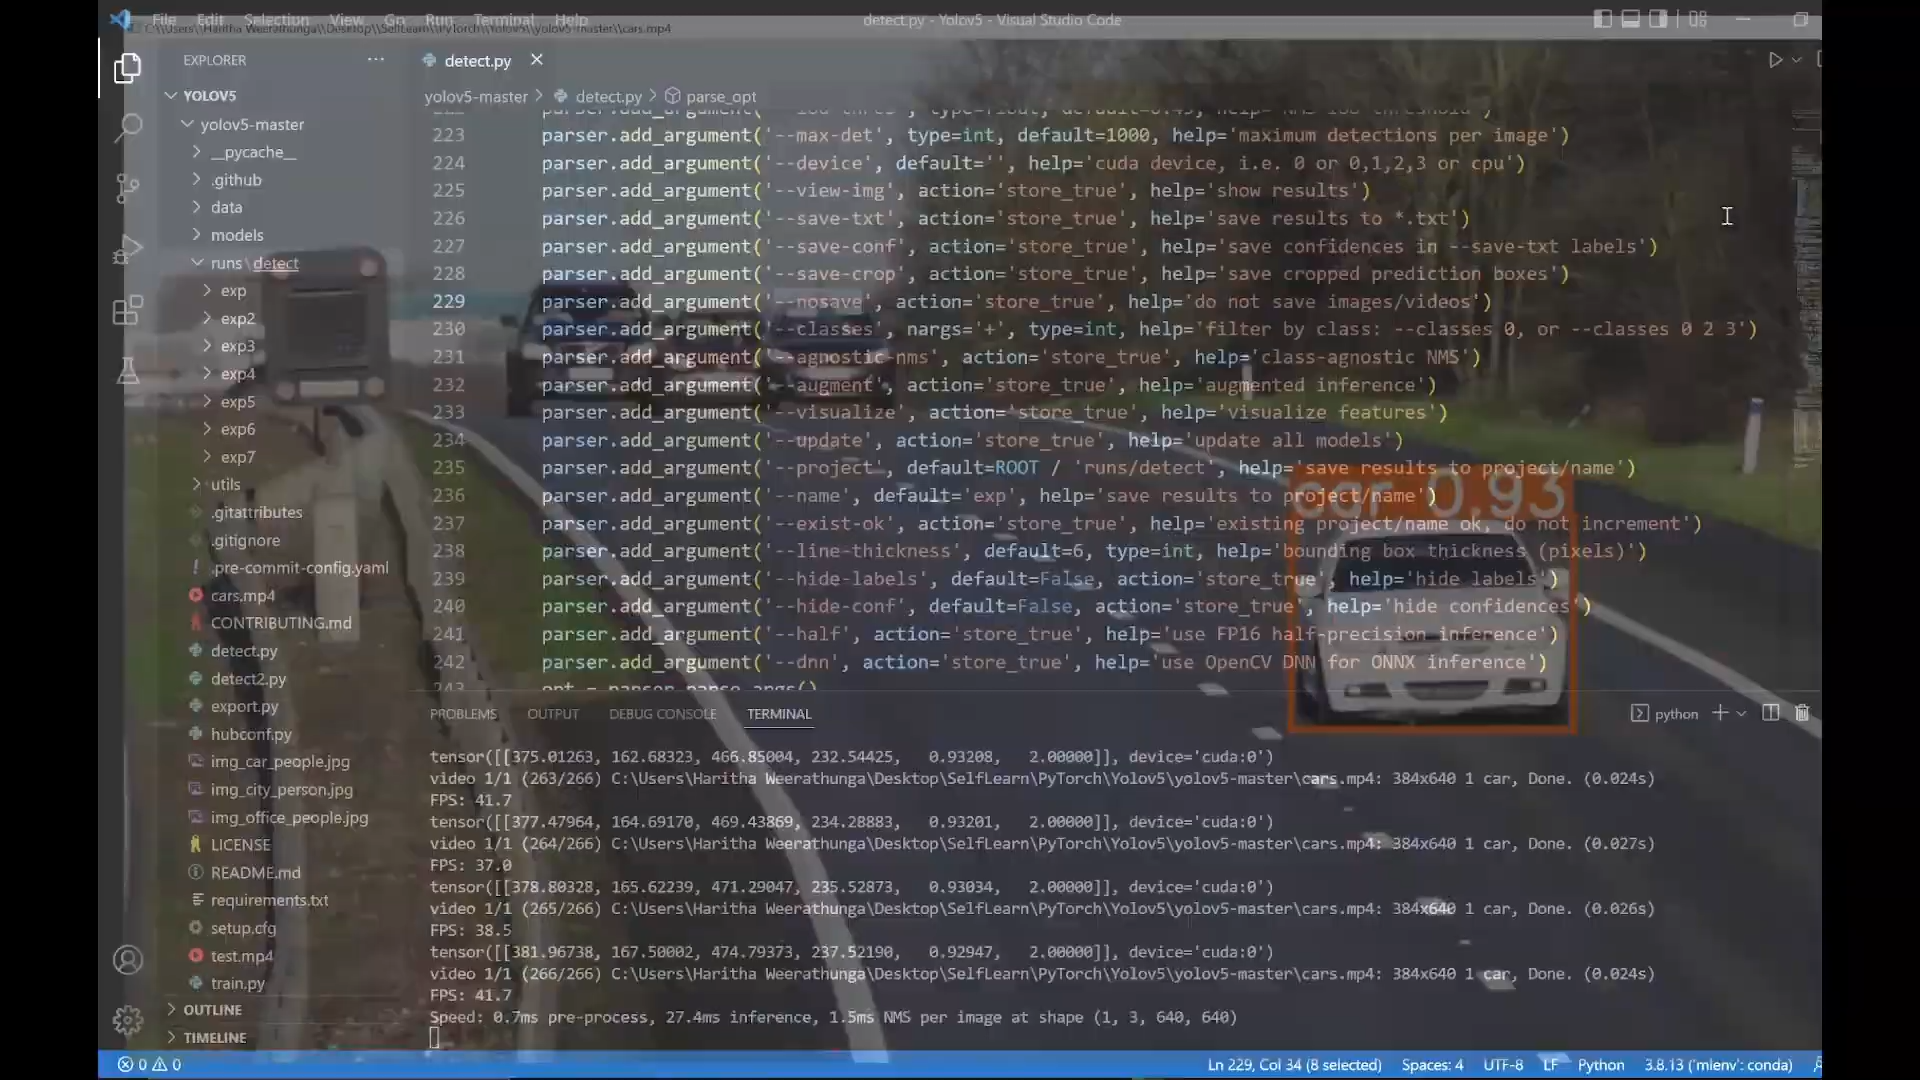 File Edit Selection View Go Run Terminal Help
detect.py - Yolov5 - Visual Studio Code
C:\\Users\\Haritha Weerathunga\\Desktop\\SelfLearn\\PyTorch\\Yolov5\\yolov5-master\\cars.mp4
EXPLORER ···
detect.py
YOLOV5
yolov5-master > detect.py > parse_opt
yolov5-master
__pycache__
.github
data
models
runs\detect
exp
exp2
exp3
exp4
exp5
exp6
exp7
utils
.gitattributes
.gitignore
.pre-commit-config.yaml
cars.mp4
CONTRIBUTING.md
detect.py
detect2.py
export.py
hubconf.py
img_car_people.jpg
img_city_person.jpg
img_office_people.jpg
LICENSE
README.md
requirements.txt
setup.cfg
test.mp4
train.py
OUTLINE
TIMELINE
223 parser.add_argument('--max-det', type=int, default=1000, help='maximum detections per image')
224 parser.add_argument('--device', default='', help='cuda device, i.e. 0 or 0,1,2,3 or cpu')
225 parser.add_argument('--view-img', action='store_true', help='show results')
226 parser.add_argument('--save-txt', action='store_true', help='save results to *.txt')
227 parser.add_argument('--save-conf', action='store_true', help='save confidences in --save-txt labels')
228 parser.add_argument('--save-crop', action='store_true', help='save cropped prediction boxes')
229 parser.add_argument('--nosave', action='store_true', help='do not save images/videos')
230 parser.add_argument('--classes', nargs='+', type=int, help='filter by class: --classes 0, or --classes 0 2 3')
231 parser.add_argument('--agnostic-nms', action='store_true', help='class-agnostic NMS')
232 parser.add_argument('--augment', action='store_true', help='augmented inference')
233 parser.add_argument('--visualize', action='store_true', help='visualize features')
234 parser.add_argument('--update', action='store_true', help='update all models')
235 parser.add_argument('--project', default=ROOT / 'runs/detect', help='save results to project/name')
236 parser.add_argument('--name', default='exp', help='save results to project/name')
237 parser.add_argument('--exist-ok', action='store_true', help='existing project/name ok, do not increment')
238 parser.add_argument('--line-thickness', default=6, type=int, help='bounding box thickness (pixels)')
239 parser.add_argument('--hide-labels', default=False, action='store_true', help='hide labels')
240 parser.add_argument('--hide-conf', default=False, action='store_true', help='hide confidences')
241 parser.add_argument('--half', action='store_true', help='use FP16 half-precision inference')
242 parser.add_argument('--dnn', action='store_true', help='use OpenCV DNN for ONNX inference')
243 opt = parser.parse_args()
car 0.93
PROBLEMS OUTPUT DEBUG CONSOLE TERMINAL
python
tensor([[375.01263, 162.68323, 466.85004, 232.54425, 0.93208, 2.00000]], device='cuda:0')
video 1/1 (263/266) C:\Users\Haritha Weerathunga\Desktop\SelfLearn\PyTorch\Yolov5\yolov5-master\cars.mp4: 384x640 1 car, Done. (0.024s)
FPS: 41.7
tensor([[377.47964, 164.69170, 469.43869, 234.28883, 0.93201, 2.00000]], device='cuda:0')
video 1/1 (264/266) C:\Users\Haritha Weerathunga\Desktop\SelfLearn\PyTorch\Yolov5\yolov5-master\cars.mp4: 384x640 1 car, Done. (0.027s)
FPS: 37.0
tensor([[378.80328, 165.62239, 471.29047, 235.52873, 0.93034, 2.00000]], device='cuda:0')
video 1/1 (265/266) C:\Users\Haritha Weerathunga\Desktop\SelfLearn\PyTorch\Yolov5\yolov5-master\cars.mp4: 384x640 1 car, Done. (0.026s)
FPS: 38.5
tensor([[381.96738, 167.50002, 474.79373, 237.52190, 0.92947, 2.00000]], device='cuda:0')
video 1/1 (266/266) C:\Users\Haritha Weerathunga\Desktop\SelfLearn\PyTorch\Yolov5\yolov5-master\cars.mp4: 384x640 1 car, Done. (0.024s)
FPS: 41.7
Speed: 0.7ms pre-process, 27.4ms inference, 1.5ms NMS per image at shape (1, 3, 640, 640)
0 0
Ln 229, Col 34 (8 selected) Spaces: 4 UTF-8 LF Python 3.8.13 ('mlenv': conda)